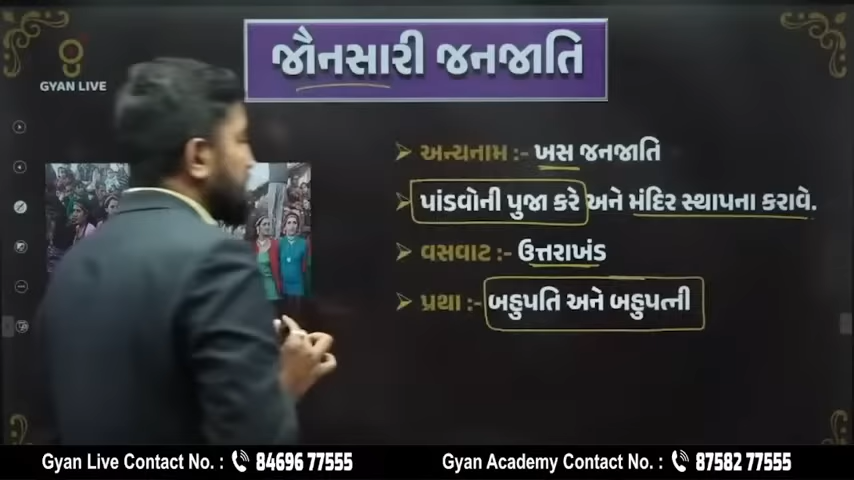 જૌનસારી જનજાતિ
GYAN LIVE
➢ અન્યનામ :- ખસ જનજાતિ
➢ પાંડવોની પુજા કરે અને મંદિર સ્થાપના કરાવે.
➢ વસવાટ :- ઉત્તરાખંડ
➢ પ્રથા :- બહુપતિ અને બહુપત્ની
Gyan Live Contact No. : 84696 77555
Gyan Academy Contact No. : 87582 77555